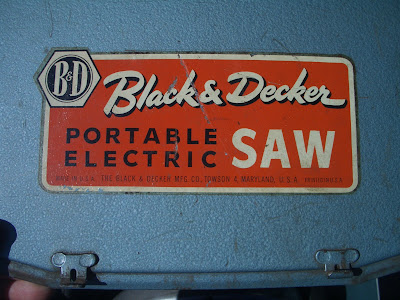 B&D
Black & Decker
PORTABLE
ELECTRIC SAW
THE BLACK & DECKER MFG. CO., TOWSON 4, MARYLAND, U.S.A.